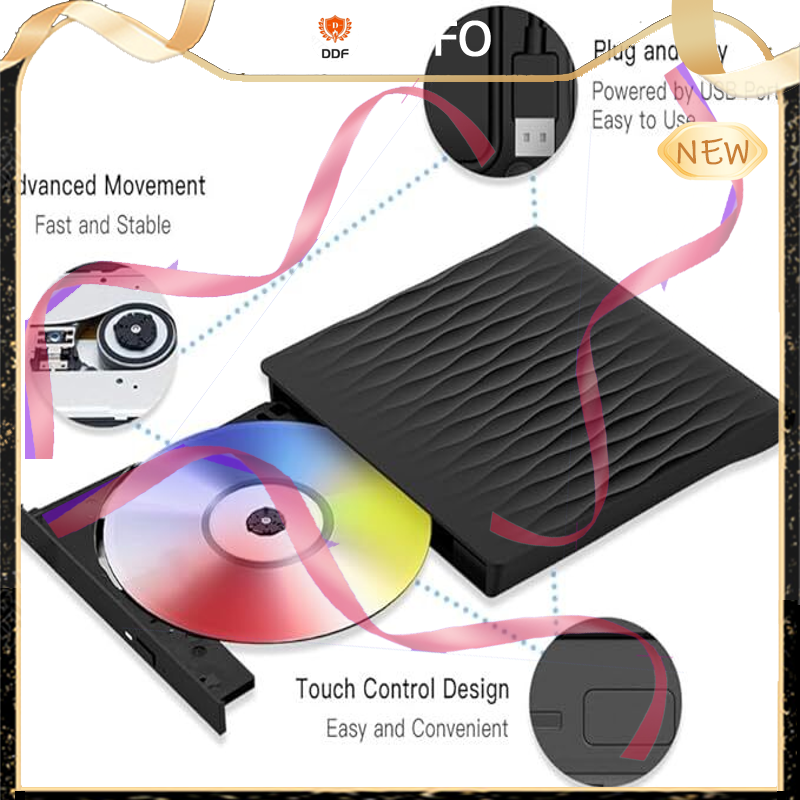 DDF
FO
Plug and
Powered by USB Port
Easy to Use
NEW
Advanced Movement
Fast and Stable
Touch Control Design
Easy and Convenient